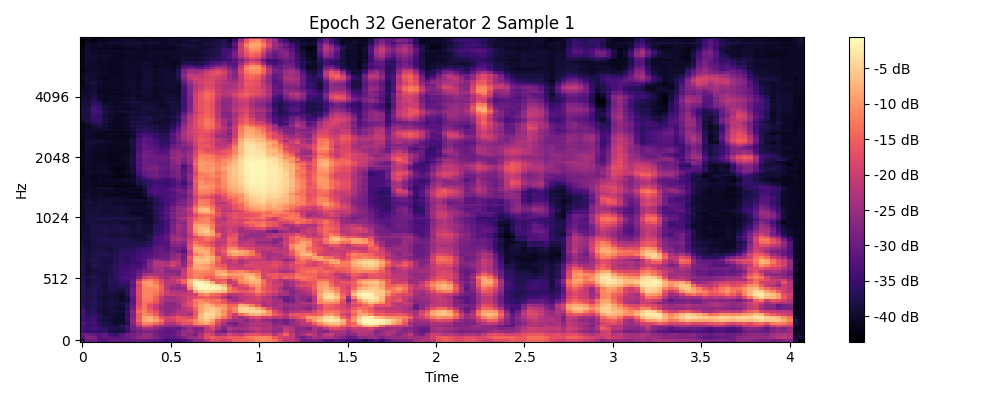 Epoch 32 Generator 2 Sample 1
Hz
4096
2048
1024
512
0
0 0.5 1 1.5 2 2.5 3 3.5 4
Time
-5 dB
-10 dB
-15 dB
-20 dB
-25 dB
-30 dB
-35 dB
-40 dB